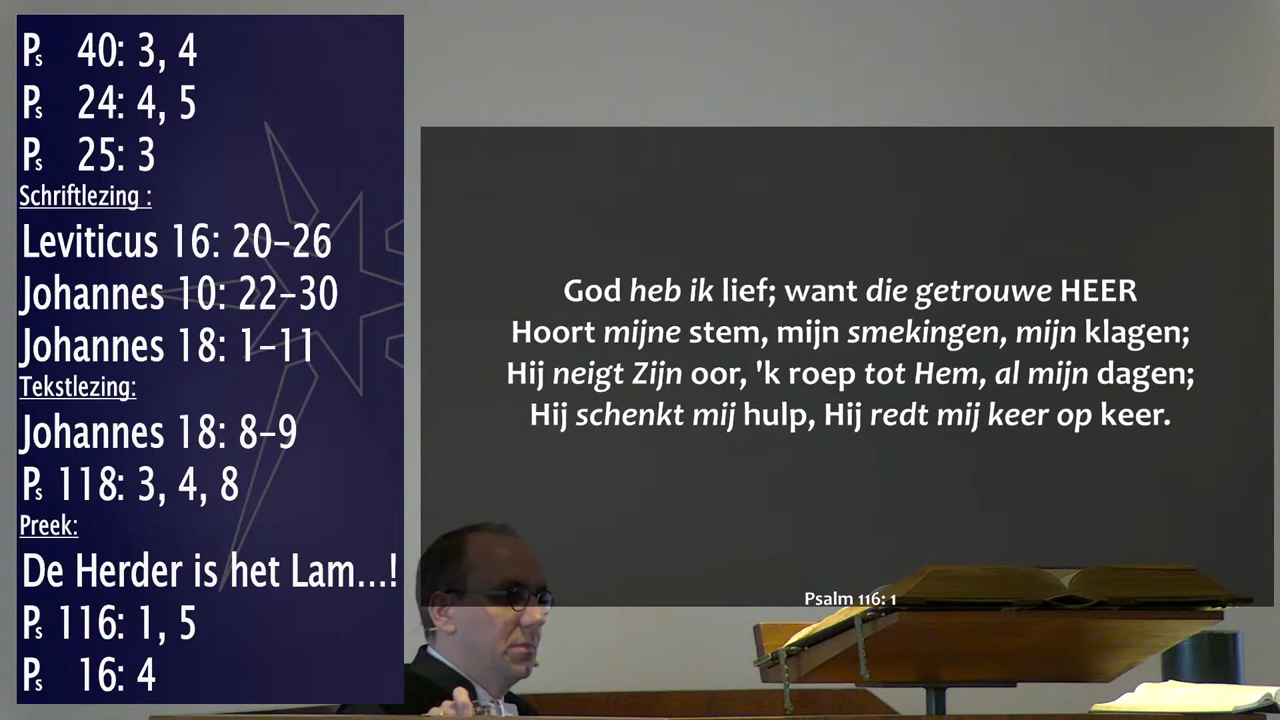 Ps 40: 3, 4
Ps 24: 4, 5
Ps 25: 3
Schriftlezing :
Leviticus 16: 20-26
Johannes 10: 22-30
Johannes 18: 1-11
Tekstlezing:
Johannes 18: 8-9
Ps 118: 3, 4, 8
Preek:
De Herder is het Lam...!
Ps 116: 1, 5
Ps 16: 4
God heb ik lief; want die getrouwe HEER
Hoort mijne stem, mijn smekingen, mijn klagen;
Hij neigt Zijn oor, 'k roep tot Hem, al mijn dagen;
Hij schenkt mij hulp, Hij redt mij keer op keer.
Psalm 116: 1